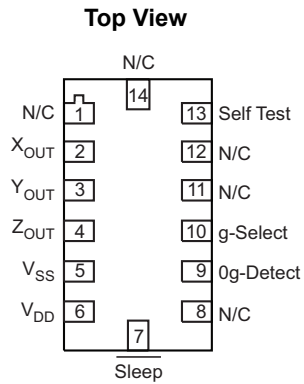 Top View
N/C
14
N/C 1 13 Self Test
XOUT 2 12 N/C
YOUT 3 11 N/C
ZOUT 4 10 g-Select
VSS 5 9 0g-Detect
VDD 6 8 N/C
7
Sleep